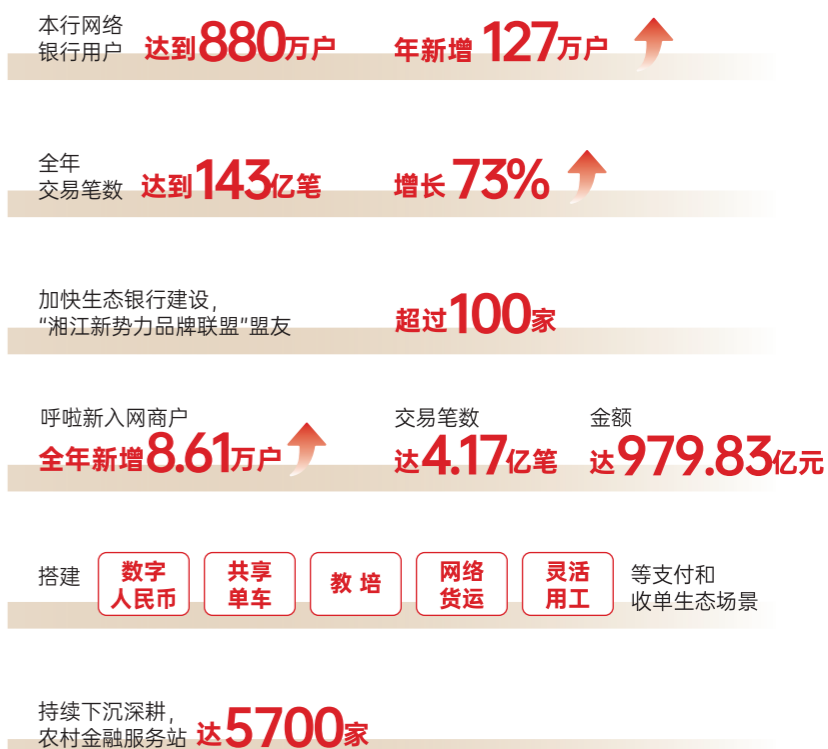 本行网络
银行用户 达到880万户 年新增 127万户
全年
交易笔数 达到143亿笔 增长 73%
加快生态银行建设，
“湘江新势力品牌联盟”盟友 超过100家
呼啦新入网商户 交易笔数 金额
全年新增8.61万户 达4.17亿笔 达979.83亿元
搭建 数字
人民币 共享
单车 教 培 网络
货运 灵活
用工 等支付和
收单生态场景
持续下沉深耕，
农村金融服务站 达5700家